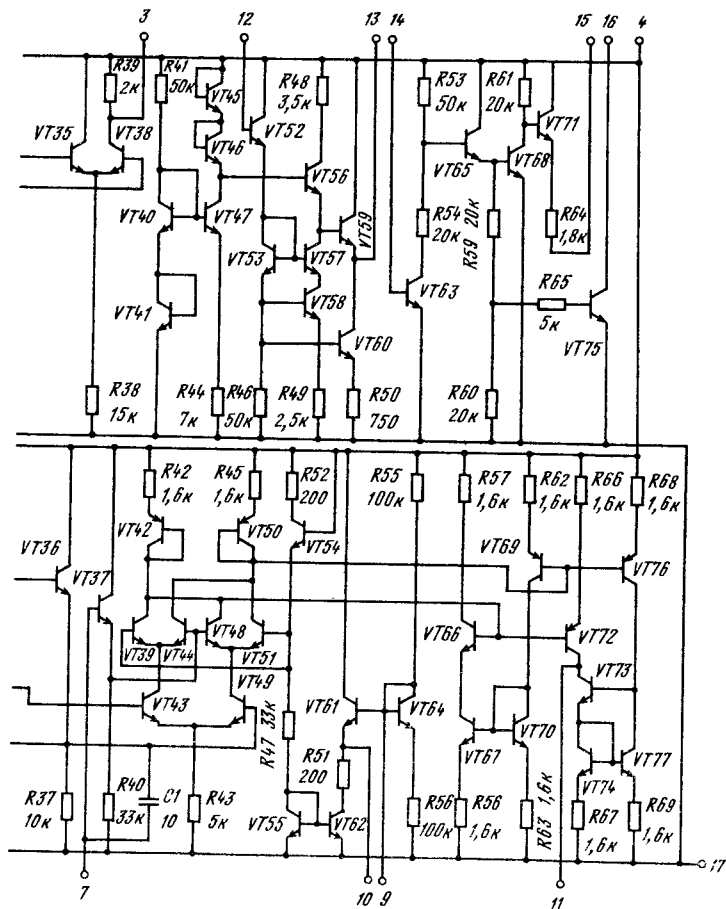 3 12 13 14 15 16 4
R39 2к R41 50к R48 3,5к R53 50к R61 20к
VT45 VT52 VT71
VT35 VT38 VT46 VT56 VT65 VT68
VT40 VT47 VT59 R54 20к R59 20к R64 1,8к
VT53 VT57
VT41 VT58 VT63 R65 5к
VT60 VT75
R38 15к R44 7к R46 50к R49 2,5к R50 750 R60 20к
R42 1,6к R45 1,6к R52 200 R55 100к R57 1,6к R62 1,6к R66 1,6к R68 1,6к
VT42 VT50 VT54
VT36 VT37 VT69 VT76
VT39 VT44 VT48 VT51 VT66 VT72
VT43 VT49 R47 33к VT61 VT64 VT73
VT67 VT70 VT74 VT77
R37 10к R40 33к C1 10 R43 5к R51 200 R56 100к R56 1,6к R63 1,6к R67 1,6к R69 1,6к
VT55 VT62
7 10 9 11 17